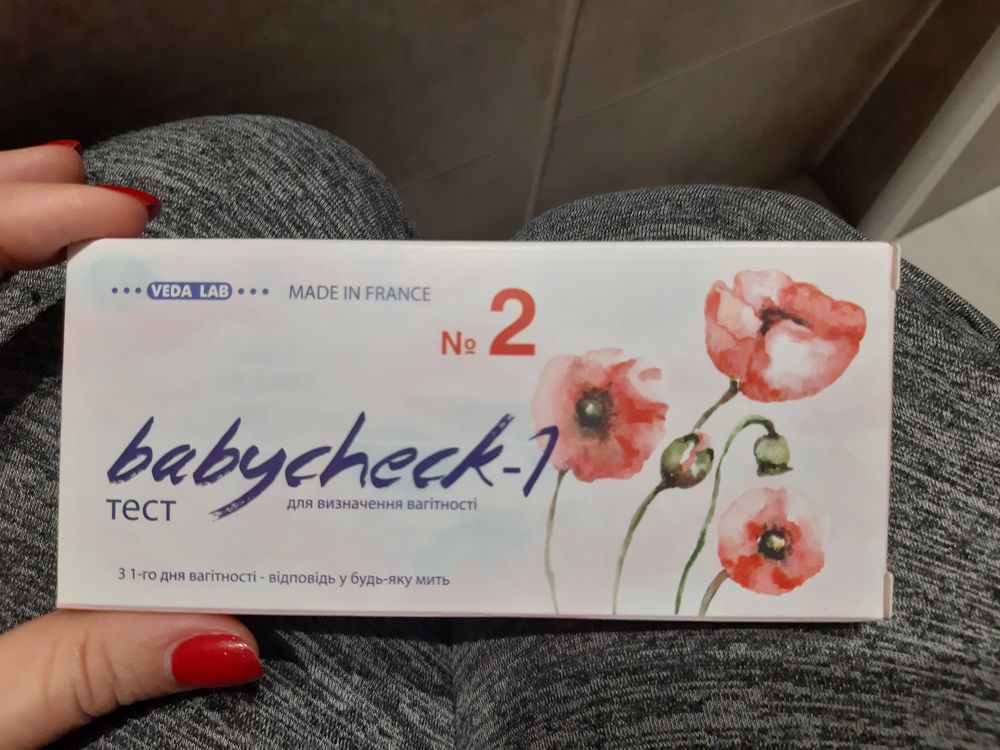 VEDA LAB MADE IN FRANCE
№ 2
babycheck-1
тест для визначення вагітності
З 1-го дня вагітності - відповідь у будь-яку мить